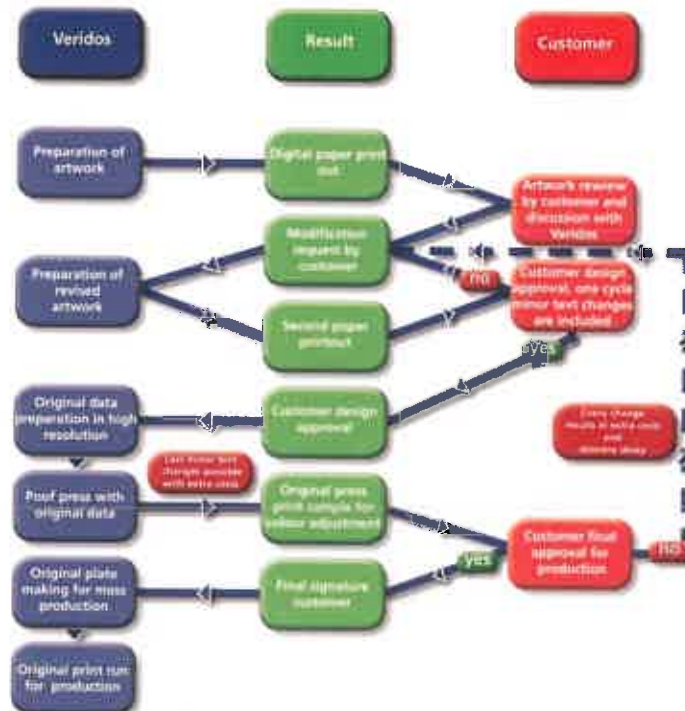 Veridos
Result
Customer
Preparation of
artwork
Digital paper print
out
Artwork rewiew
by customer and
discussion with
Veridos
Modification
request by
customer
Preparation of
revised
artwork
no
Customer design
approval, one cycle
minor text changes
are included
Second paper
printout
yes
Original data
preparation in high
resolution
Customer design
approval
Every change
results in extra costs
and
delivery delay
Last minor text
changes possible
with extra costs
Poof press with
original data
Original press
print sample for
colour adjustment
Customer final
approval for
production
no
yes
Original plate
making for mass
production
Final signature
customer
Original print run
for production